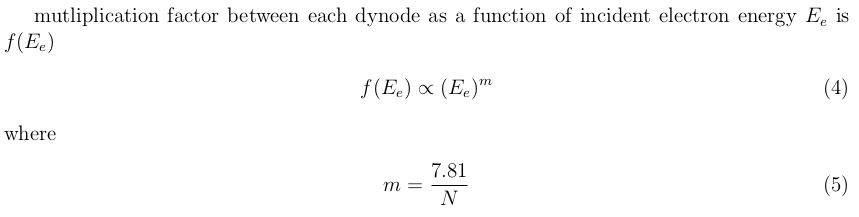 mutliplication factor between each dynode as a function of incident electron energy E_e is
f(E_e)
f(E_e) ∝ (E_e)^m (4)
where
m = 7.81/N (5)